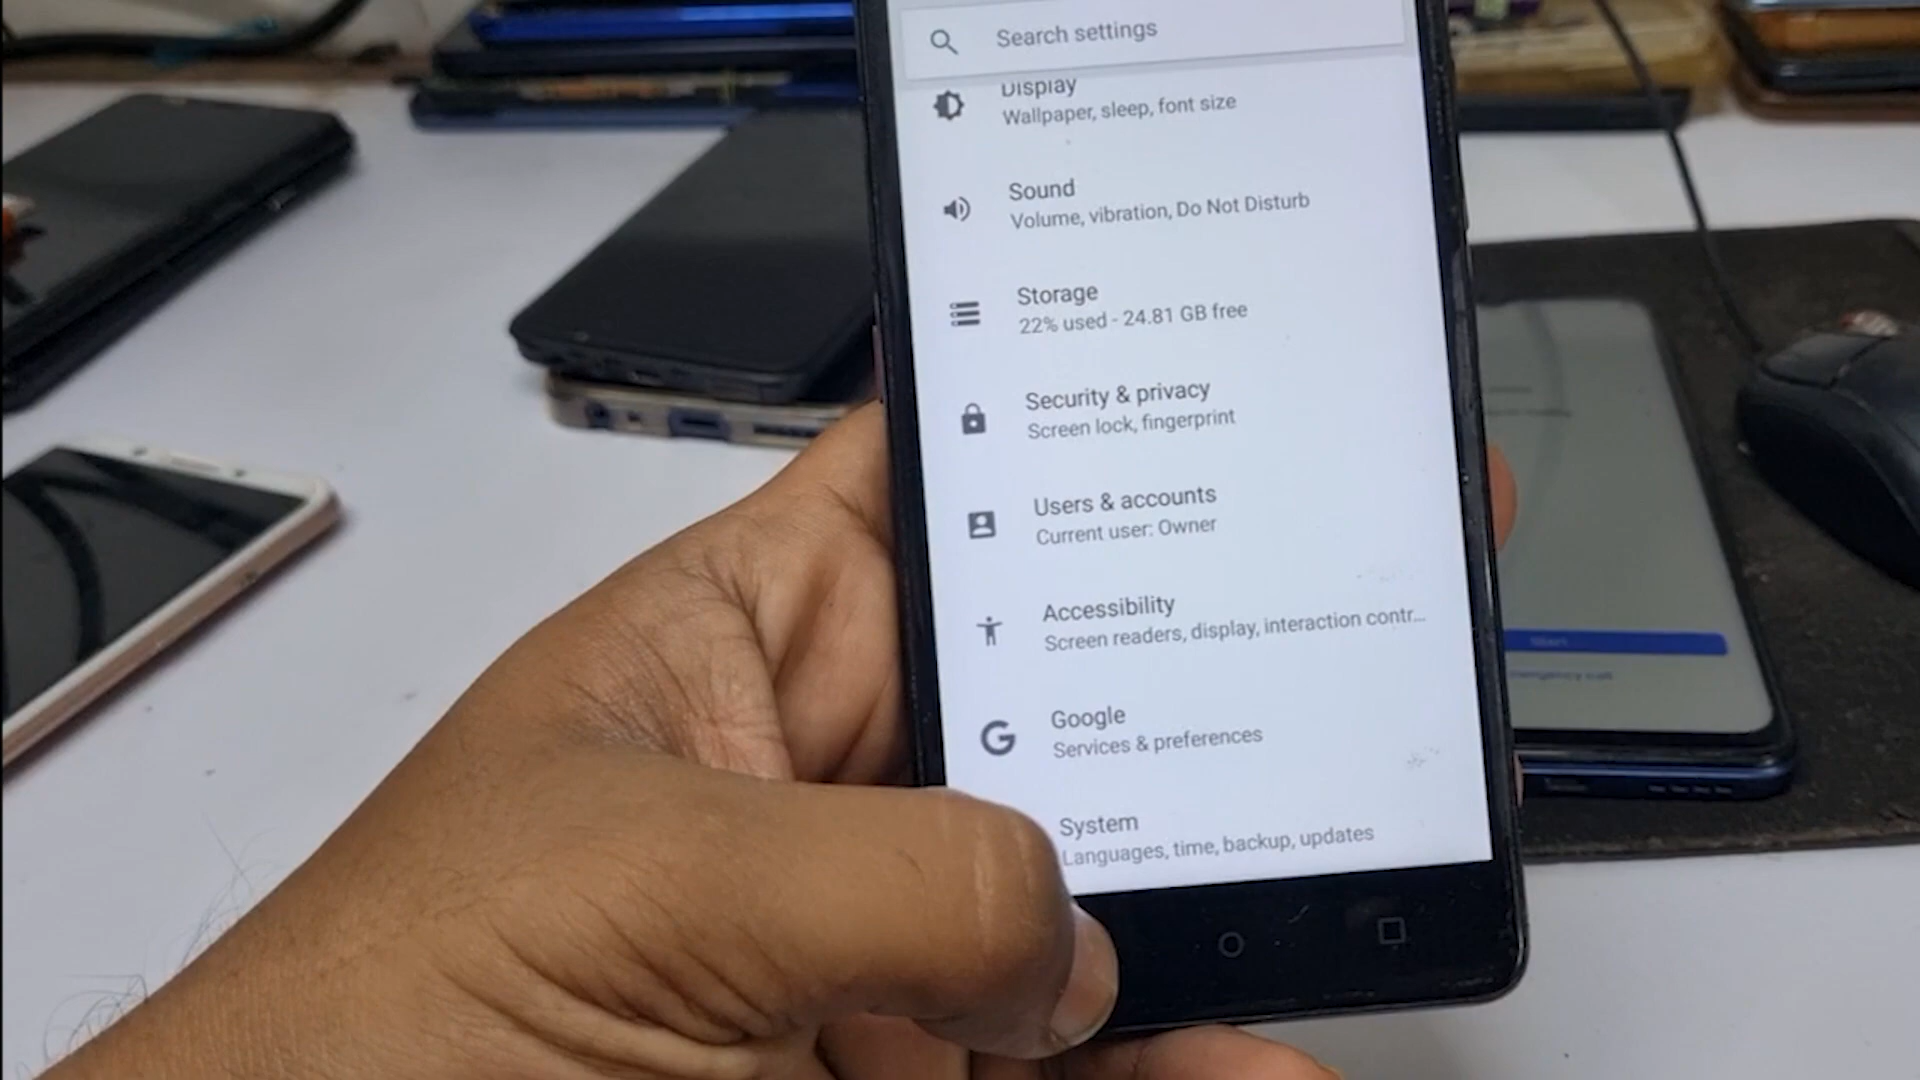 Search settings
Display
Wallpaper, sleep, font size
Sound
Volume, vibration, Do Not Disturb
Storage
22% used - 24.81 GB free
Security & privacy
Screen lock, fingerprint
Users & accounts
Current user: Owner
Accessibility
Screen readers, display, interaction contr...
Google
Services & preferences
System
Languages, time, backup, updates
Start